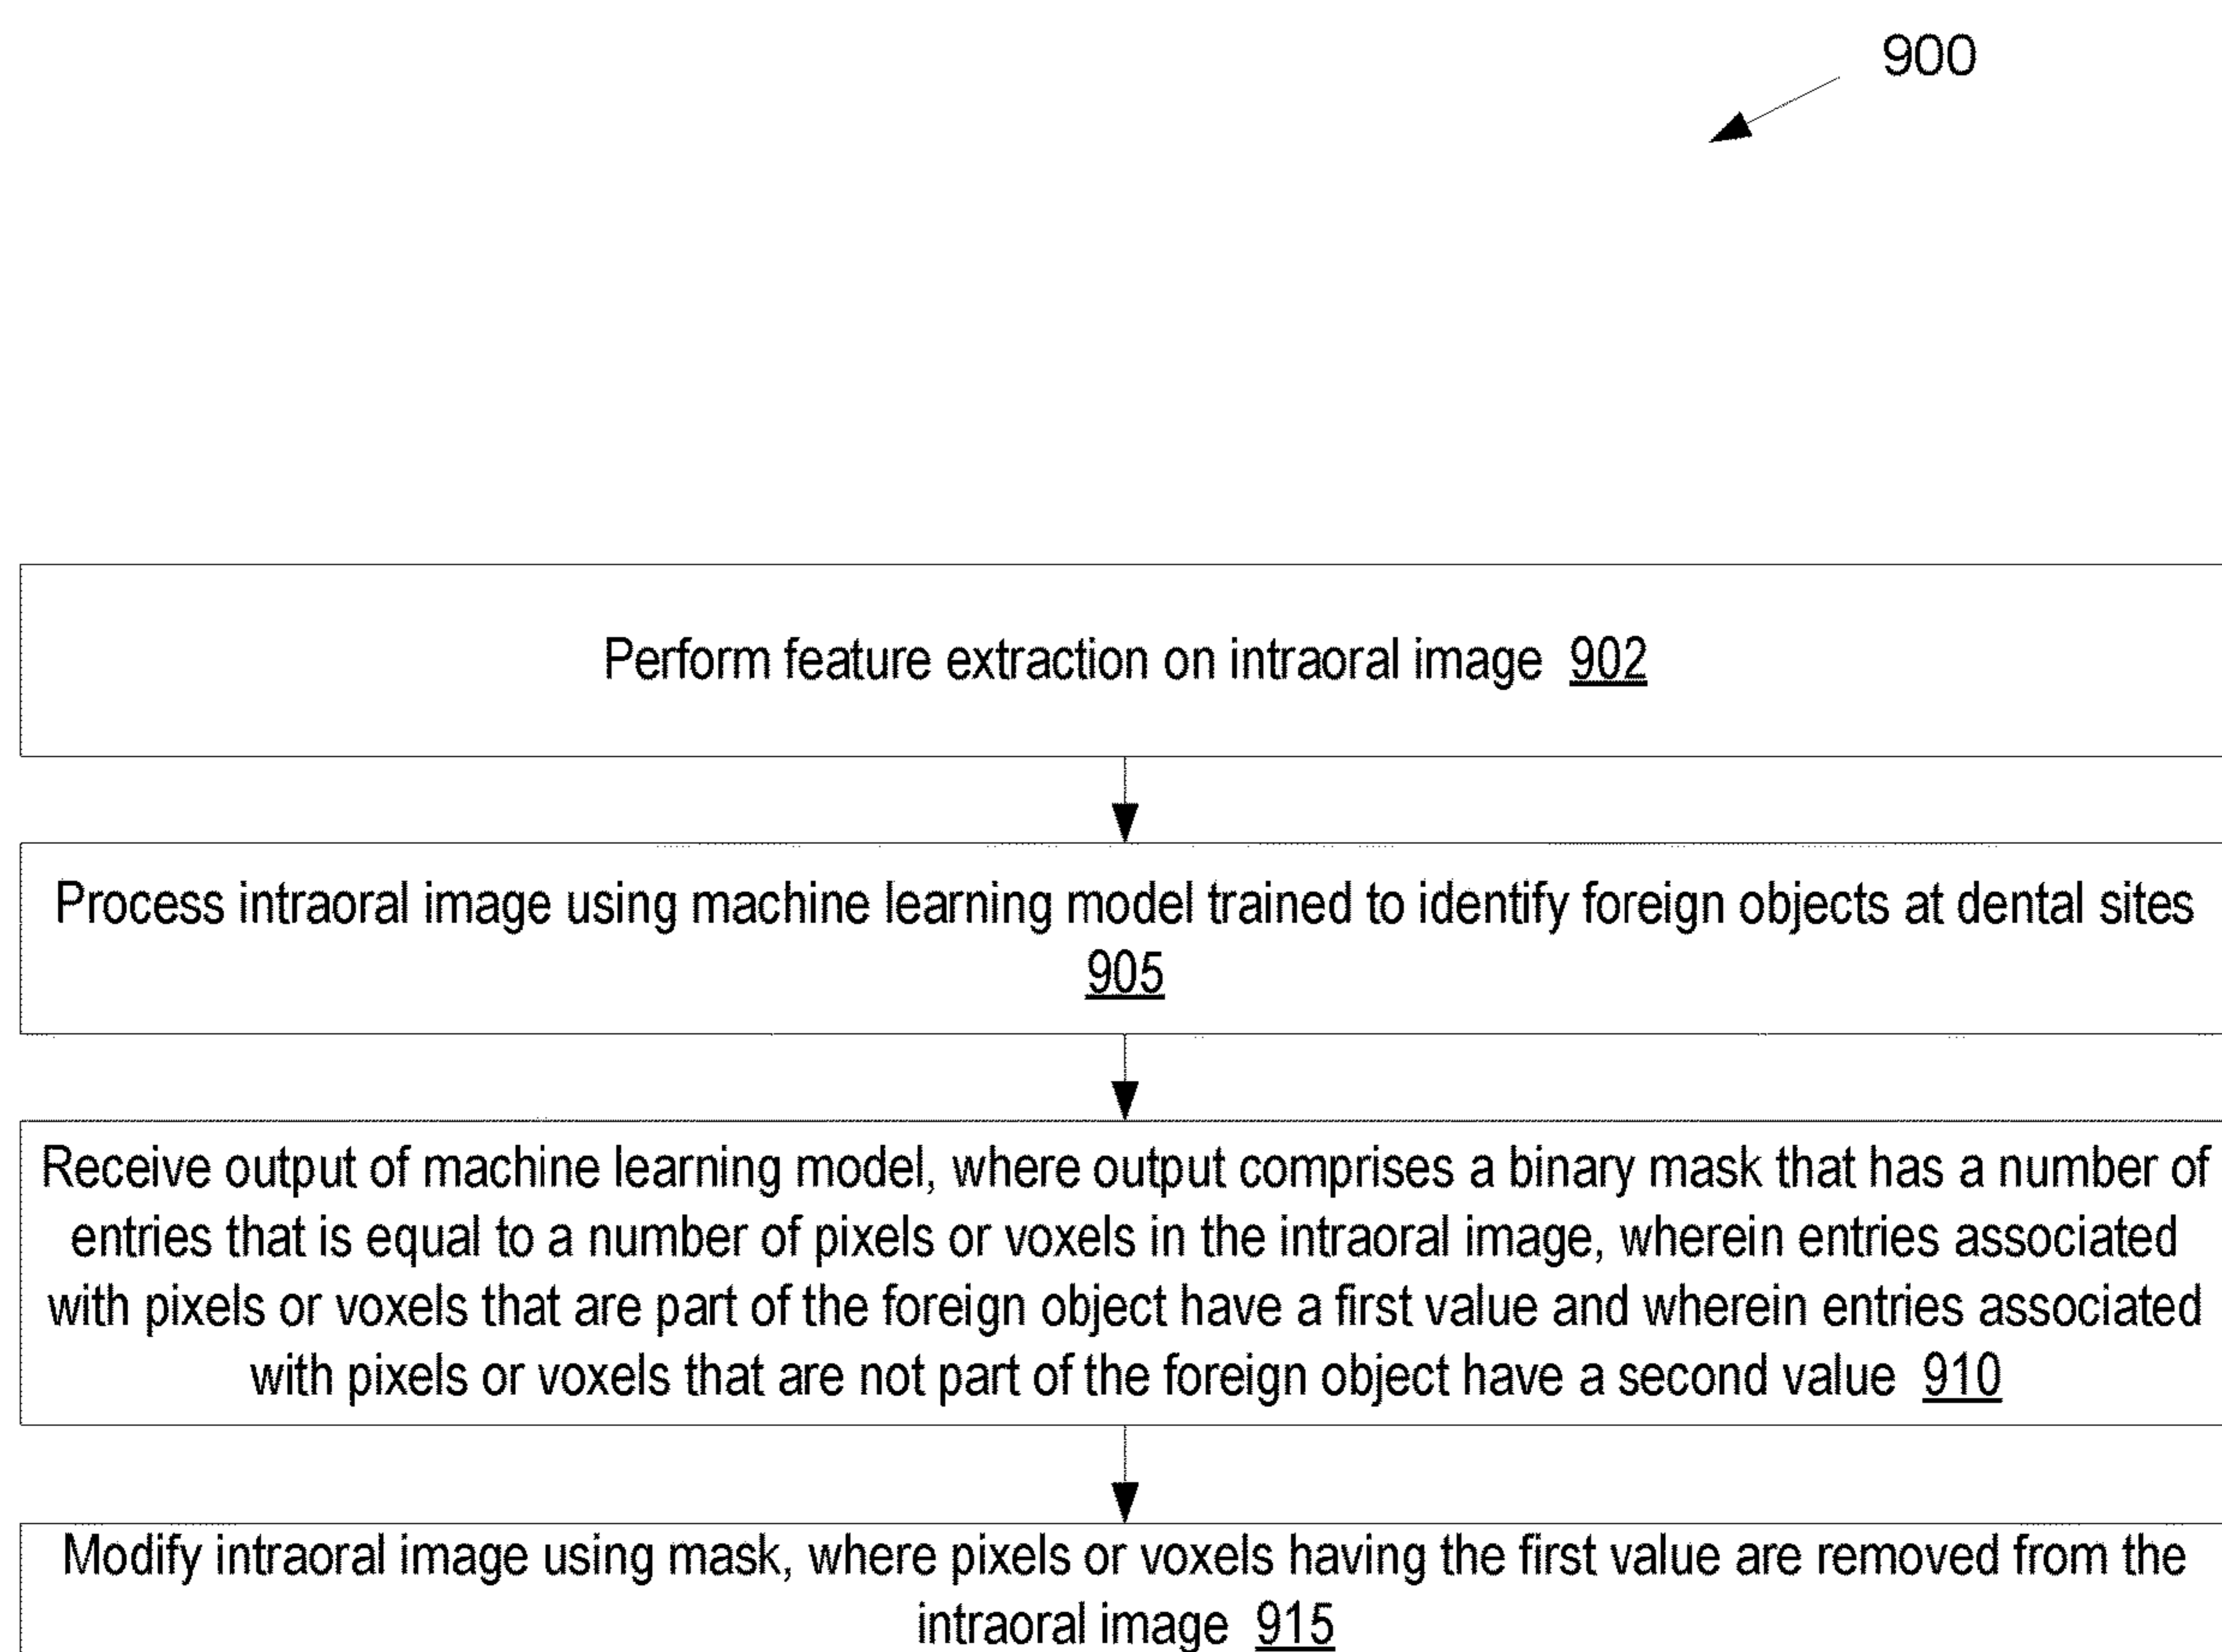 900
Perform feature extraction on intraoral image 902
Process intraoral image using machine learning model trained to identify foreign objects at dental sites
905
Receive output of machine learning model, where output comprises a binary mask that has a number of
entries that is equal to a number of pixels or voxels in the intraoral image, wherein entries associated
with pixels or voxels that are part of the foreign object have a first value and wherein entries associated
with pixels or voxels that are not part of the foreign object have a second value 910
Modify intraoral image using mask, where pixels or voxels having the first value are removed from the
intraoral image 915